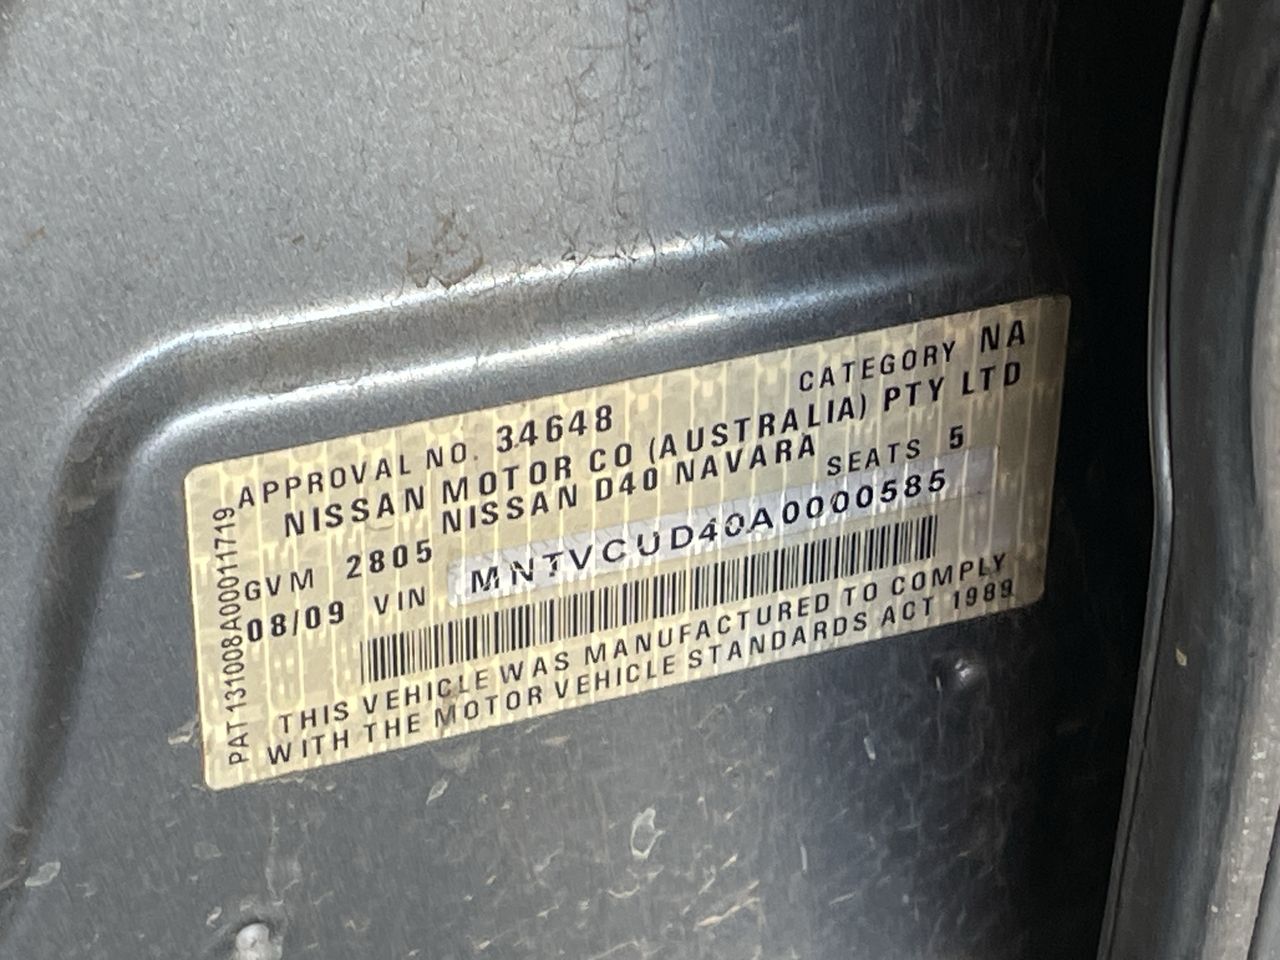 APPROVAL NO. 34648 CATEGORY NA
NISSAN MOTOR CO (AUSTRALIA) PTY LTD
NISSAN D40 NAVARA
GVM 2805 SEATS 5
08/09 VIN MNTVCUD40A0000585
THIS VEHICLE WAS MANUFACTURED TO COMPLY
WITH THE MOTOR VEHICLE STANDARDS ACT 1989
PAT 131008A00011719